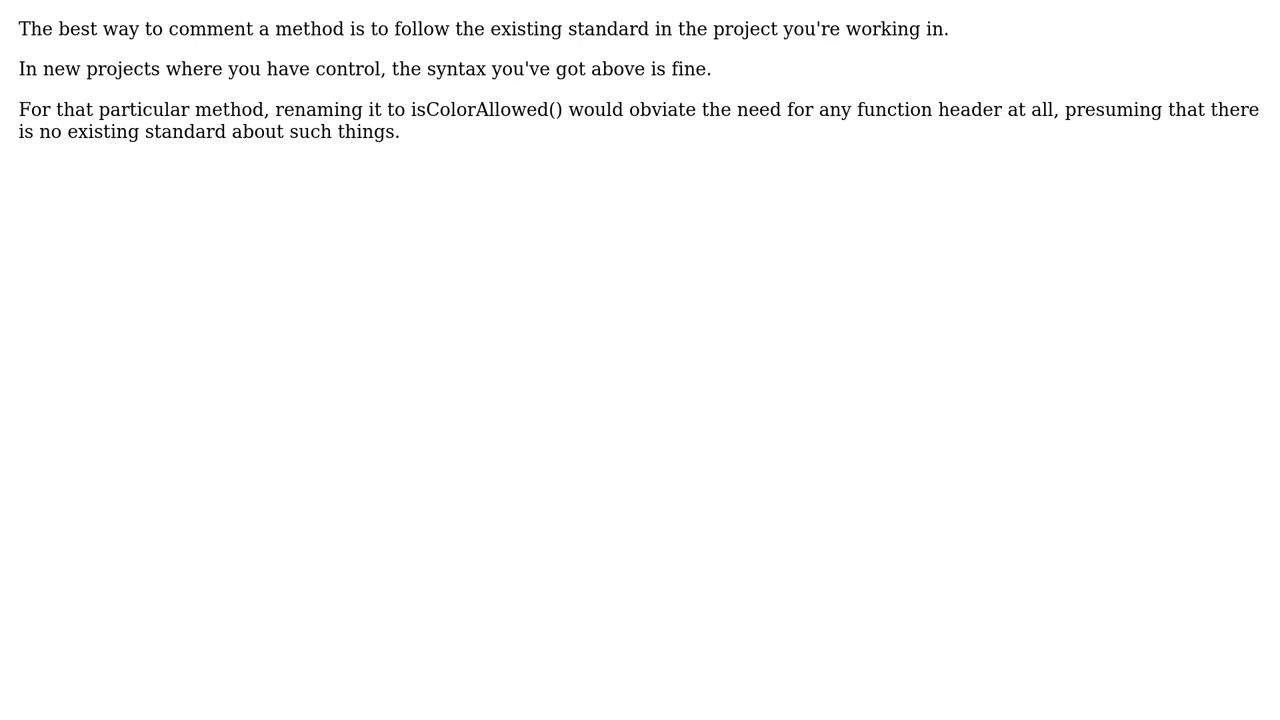 The best way to comment a method is to follow the existing standard in the project you're working in.
In new projects where you have control, the syntax you've got above is fine.
For that particular method, renaming it to isColorAllowed() would obviate the need for any function header at all, presuming that there
is no existing standard about such things.